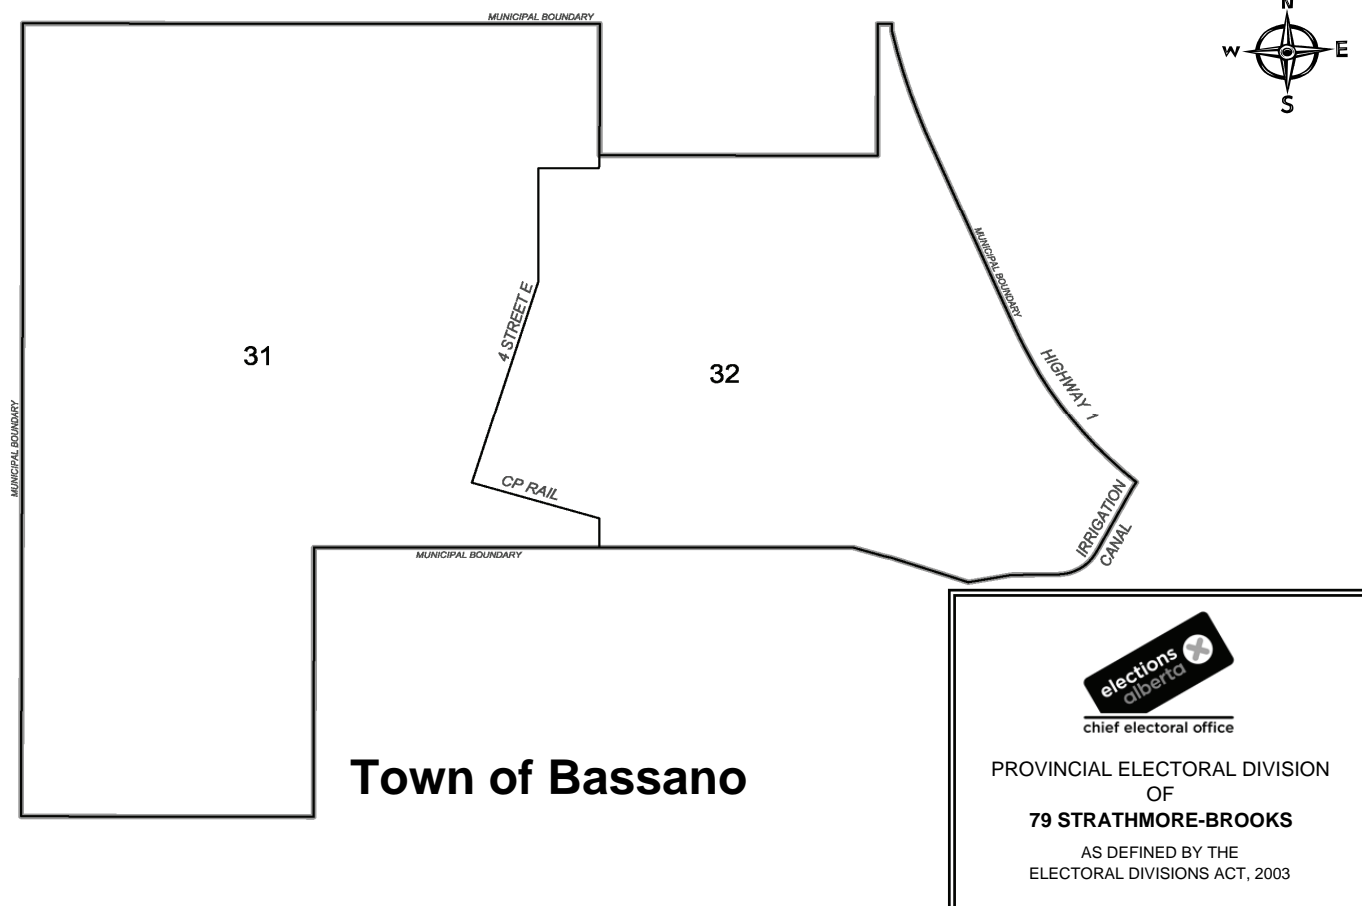 MUNICIPAL BOUNDARY
N
W
E
S
MUNICIPAL BOUNDARY
4 STREET E
31
32
HIGHWAY 1
MUNICIPAL BOUNDARY
CP RAIL
IRRIGATION
CANAL
MUNICIPAL BOUNDARY
Town of Bassano
elections
alberta
chief electoral office
PROVINCIAL ELECTORAL DIVISION
OF
79 STRATHMORE-BROOKS
AS DEFINED BY THE
ELECTORAL DIVISIONS ACT, 2003